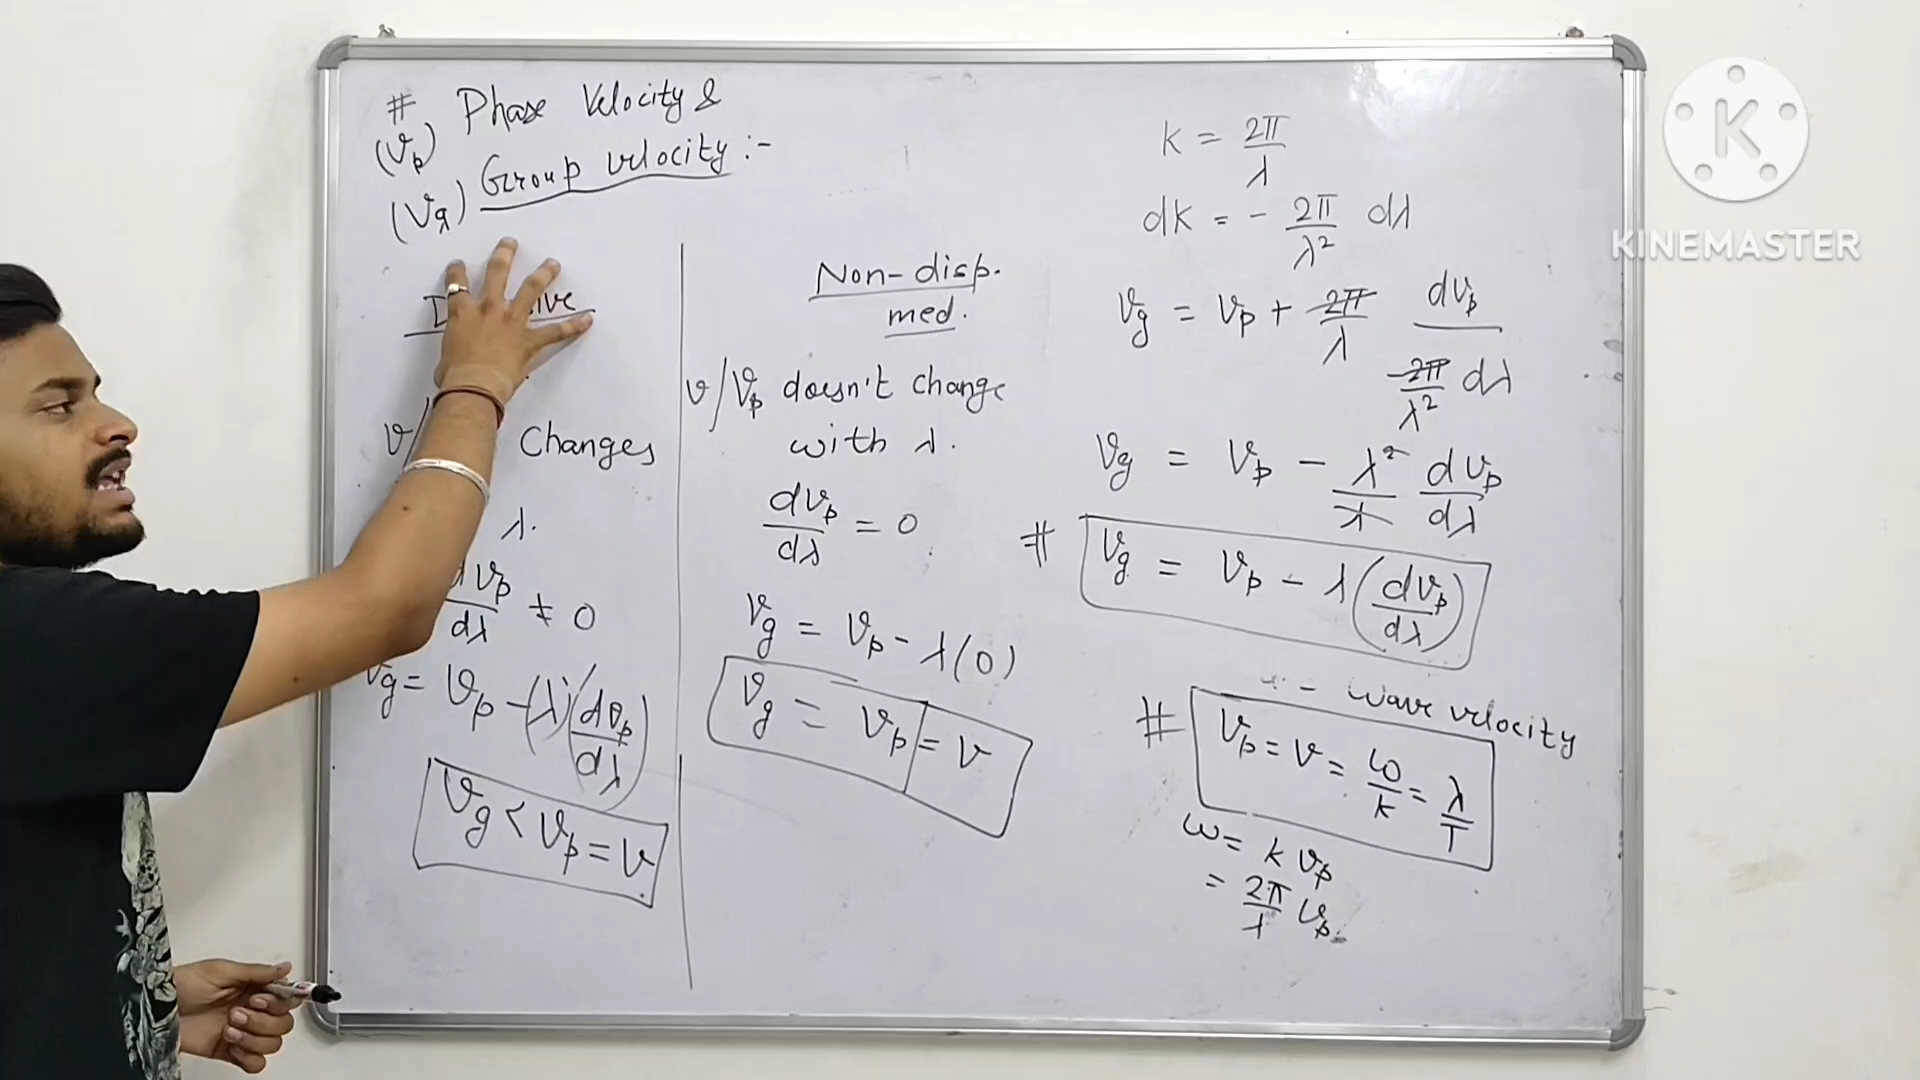 # Phase Velocity &
(Vp)
(Vg) Group velocity :-
Changes
λ.
dVp/dλ ≠ 0
Vg = Vp - (λ)(dvp/dλ)
Vg < Vp = v
Non-disp.
med.
v/Vp doesn't change
with λ.
dvp/dλ = 0
Vg = Vp - λ(0)
Vg = Vp = v
K = 2π/λ
dK = - 2π/λ² dλ
Vg = Vp + 2π/λ dvp/(-2π/λ² dλ)
Vg = Vp - λ²/λ dvp/dλ
# Vg = Vp - λ(dvp/dλ)
- wave velocity
# Vp = v = ω/k = λ/T
ω = k Vp
= 2π/λ Vp
K
KINEMASTER